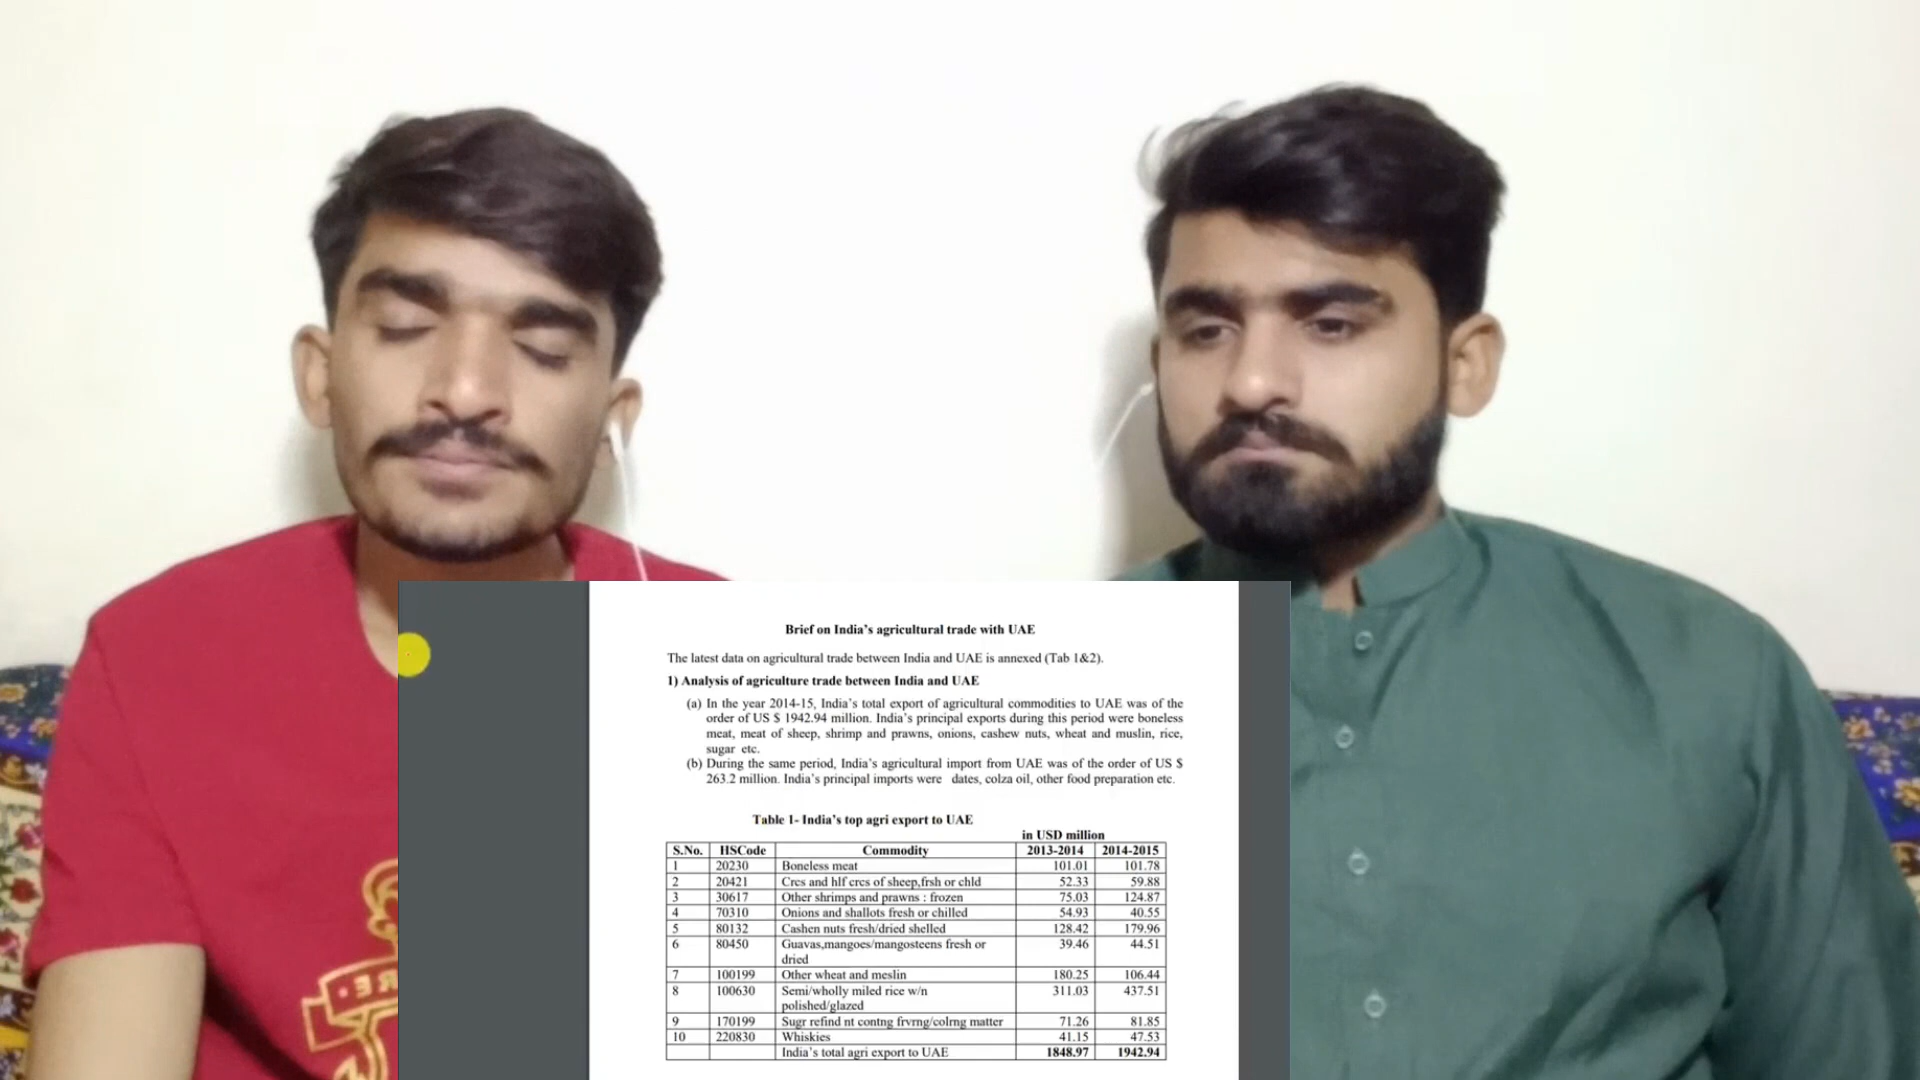 Brief on India's agricultural trade with UAE
The latest data on agricultural trade between India and UAE is annexed (Tab 1&2).
1) Analysis of agriculture trade between India and UAE
(a) In the year 2014-15, India's total export of agricultural commodities to UAE was of the
order of US $ 1942.94 million. India's principal exports during this period were boneless
meat, meat of sheep, shrimp and prawns, onions, cashew nuts, wheat and muslin, rice,
sugar etc.
(b) During the same period, India's agricultural import from UAE was of the order of US $
263.2 million. India's principal imports were dates, colza oil, other food preparation etc.
Table 1- India's top agri export to UAE
in USD million
S.No. HSCode Commodity 2013-2014 2014-2015
1 20230 Boneless meat 101.01 101.78
2 20421 Crcs and hlf crcs of sheep,frsh or chld 52.33 59.88
3 30617 Other shrimps and prawns : frozen 75.03 124.87
4 70310 Onions and shallots fresh or chilled 54.93 40.55
5 80132 Cashen nuts fresh/dried shelled 128.42 179.96
6 80450 Guavas,mangoes/mangosteens fresh or 39.46 44.51
dried
7 100199 Other wheat and meslin 180.25 106.44
8 100630 Semi/wholly miled rice w/n 311.03 437.51
polished/glazed
9 170199 Sugr refind nt contng frvrng/colrng matter 71.26 81.85
10 220830 Whiskies 41.15 47.53
India's total agri export to UAE 1848.97 1942.94